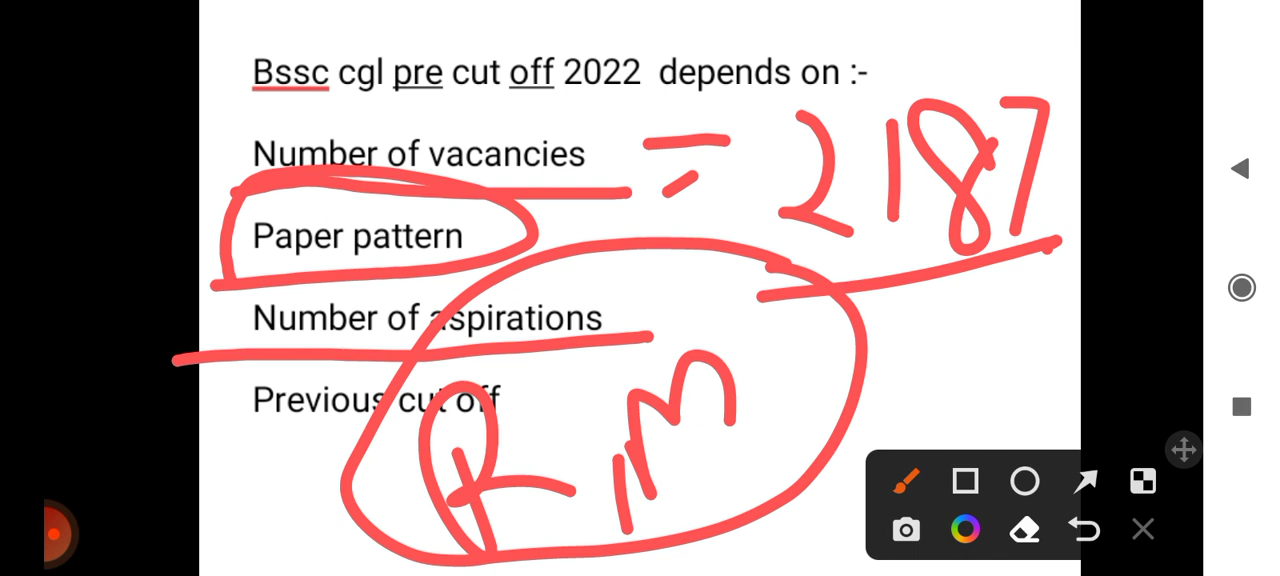 Bssc cgl pre cut off 2022 depends on :-
Number of vacancies = 2187
Paper pattern
Number of aspirations
Previous cut off
R, M